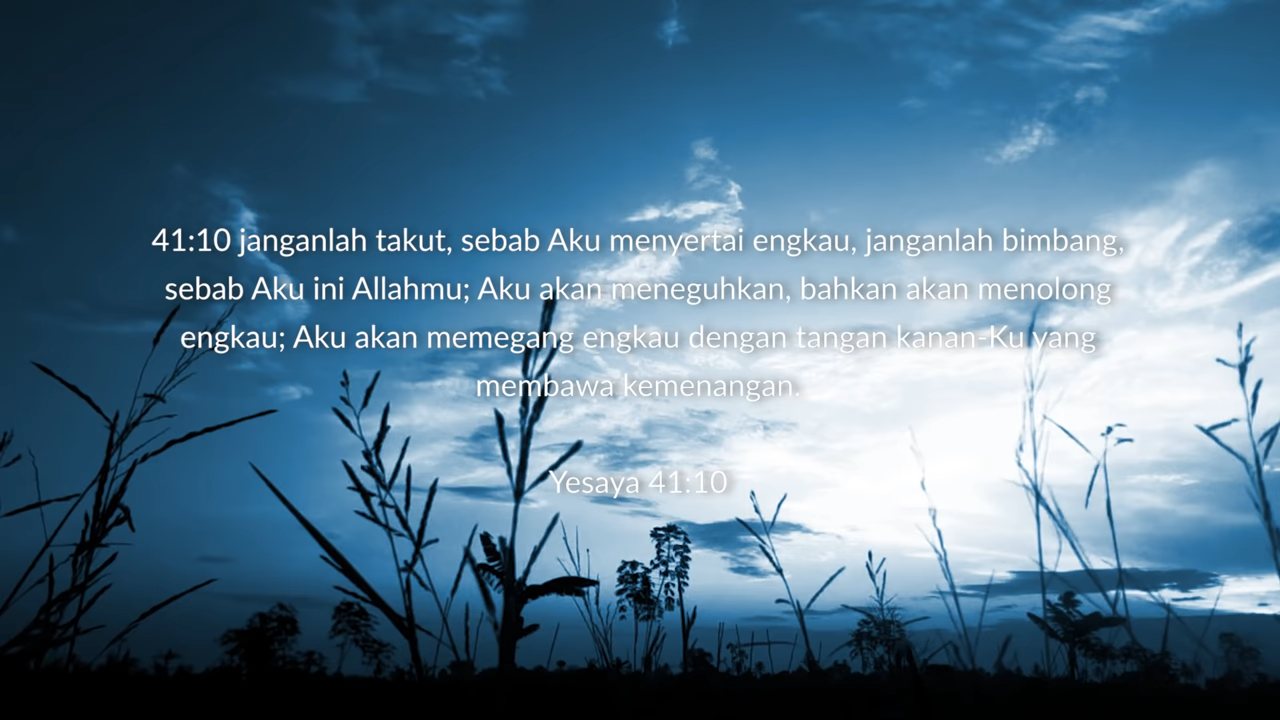 41:10 janganlah takut, sebab Aku menyertai engkau, janganlah bimbang,
sebab Aku ini Allahmu; Aku akan meneguhkan, bahkan akan menolong
engkau; Aku akan memegang engkau dengan tangan kanan-Ku yang
membawa kemenangan.
Yesaya 41:10